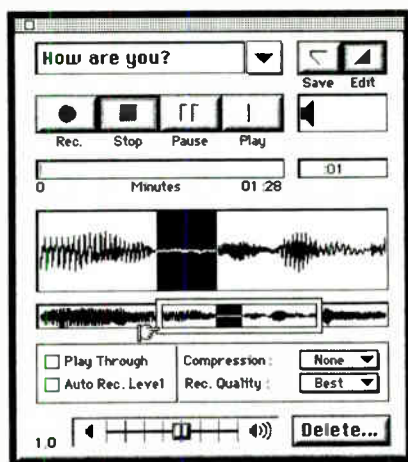 How are you?
Save Edit
Rec. Stop Pause Play
:01
0 Minutes 01:28
Play Through Compression: None
Auto Rec. Level Rec. Quality: Best
1.0 Delete...